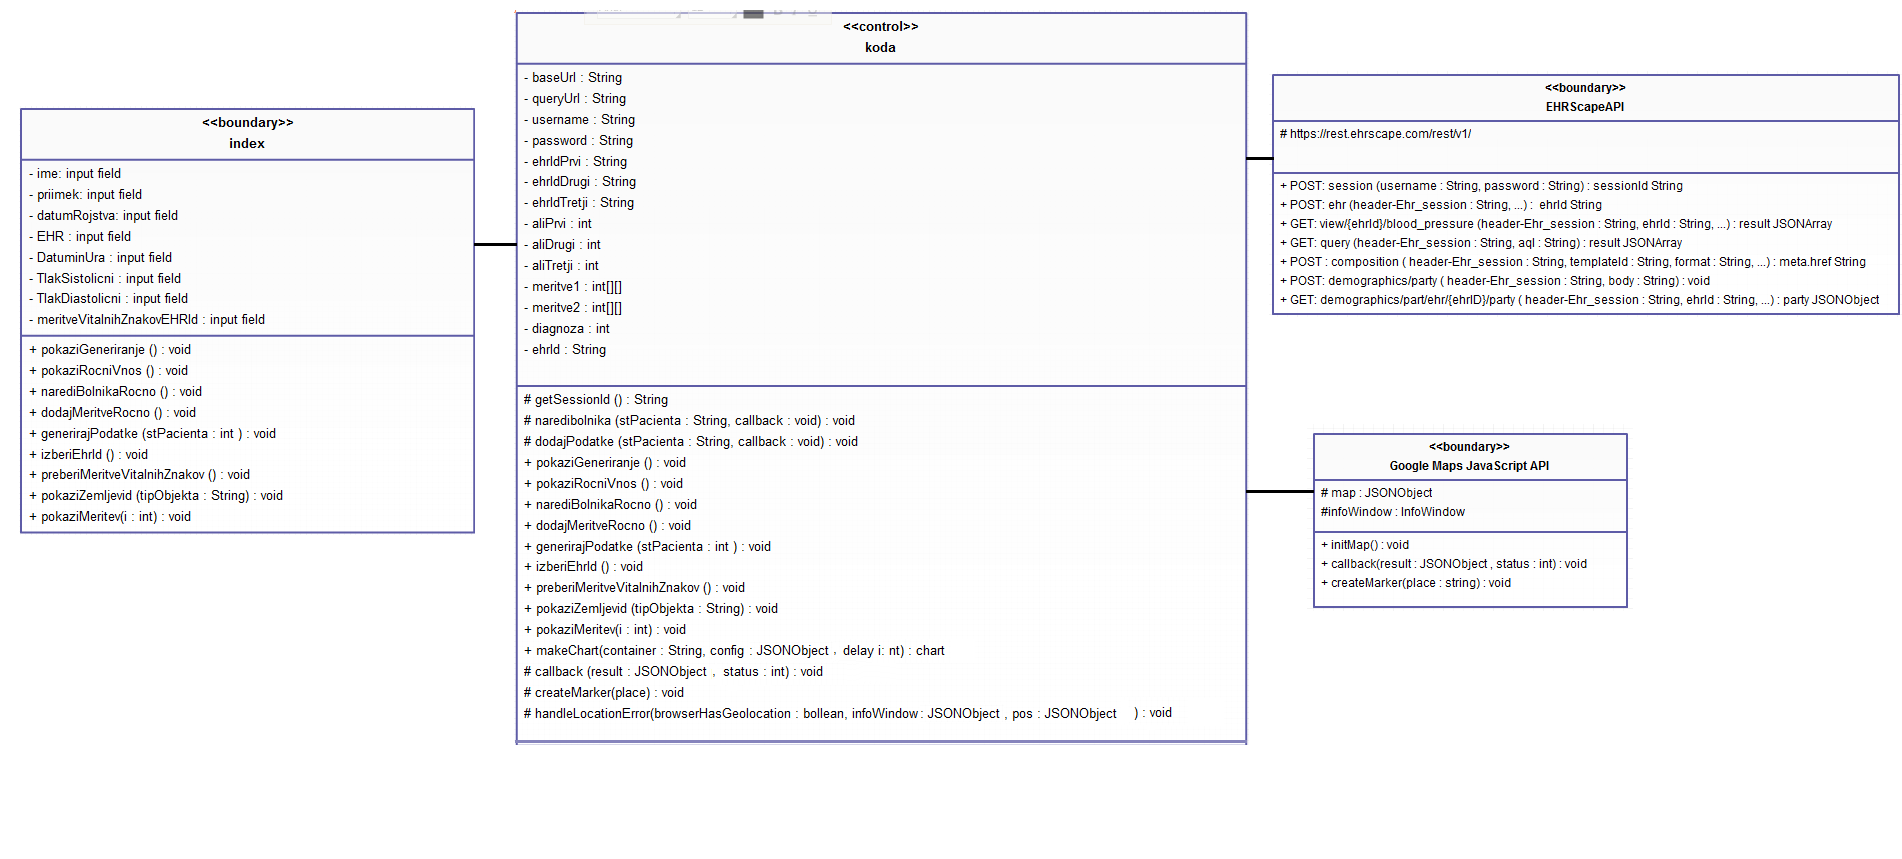 <<boundary>>
index
- ime: input field
- priimek: input field
- datumRojstva: input field
- EHR : input field
- DatuminUra : input field
- TlakSistolicni : input field
- TlakDiastolicni : input field
- meritveVitalnihZnakovEHRId : input field
+ pokaziGeneriranje () : void
+ pokaziRocniVnos () : void
+ narediBolnikaRocno () : void
+ dodajMeritveRocno () : void
+ generirajPodatke (stPacienta : int ) : void
+ izberiEhrId () : void
+ preberiMeritveVitalnihZnakov () : void
+ pokaziZemljevid (tipObjekta : String) : void
+ pokaziMeritev(i : int) : void
<<control>>
koda
- baseUrl : String
- queryUrl : String
- username : String
- password : String
- ehrIdPrvi : String
- ehrIdDrugi : String
- ehrIdTretji : String
- aliPrvi : int
- aliDrugi : int
- aliTretji : int
- meritve1 : int[][]
- meritve2 : int[][]
- diagnoza : int
- ehrId : String
# getSessionId () : String
# naredibolnika (stPacienta : String, callback : void) : void
# dodajPodatke (stPacienta : String, callback : void) : void
+ pokaziGeneriranje () : void
+ pokaziRocniVnos () : void
+ narediBolnikaRocno () : void
+ dodajMeritveRocno () : void
+ generirajPodatke (stPacienta : int ) : void
+ izberiEhrId () : void
+ preberiMeritveVitalnihZnakov () : void
+ pokaziZemljevid (tipObjekta : String) : void
+ pokaziMeritev(i : int) : void
+ makeChart(container : String, config : JSONObject , delay i: nt) : chart
# callback (result : JSONObject , status : int) : void
# createMarker(place) : void
# handleLocationError(browserHasGeolocation : bollean, infoWindow : JSONObject , pos : JSONObject ) : void
<<boundary>>
EHRScapeAPI
# https://rest.ehrscape.com/rest/v1/
+ POST: session (username : String, password : String) : sessionId String
+ POST: ehr (header-Ehr_session : String, ...) : ehrId String
+ GET: view/{ehrId}/blood_pressure (header-Ehr_session : String, ehrId : String, ...) : result JSONArray
+ GET: query (header-Ehr_session : String, aql : String) : result JSONArray
+ POST : composition ( header-Ehr_session : String, templateId : String, format : String, ...) : meta.href String
+ POST: demographics/party ( header-Ehr_session : String, body : String) : void
+ GET: demographics/part/ehr/{ehrID}/party ( header-Ehr_session : String, ehrId : String, ...) : party JSONObject
<<boundary>>
Google Maps JavaScript API
# map : JSONObject
#infoWindow : InfoWindow
+ initMap() : void
+ callback(result : JSONObject , status : int) : void
+ createMarker(place : string) : void